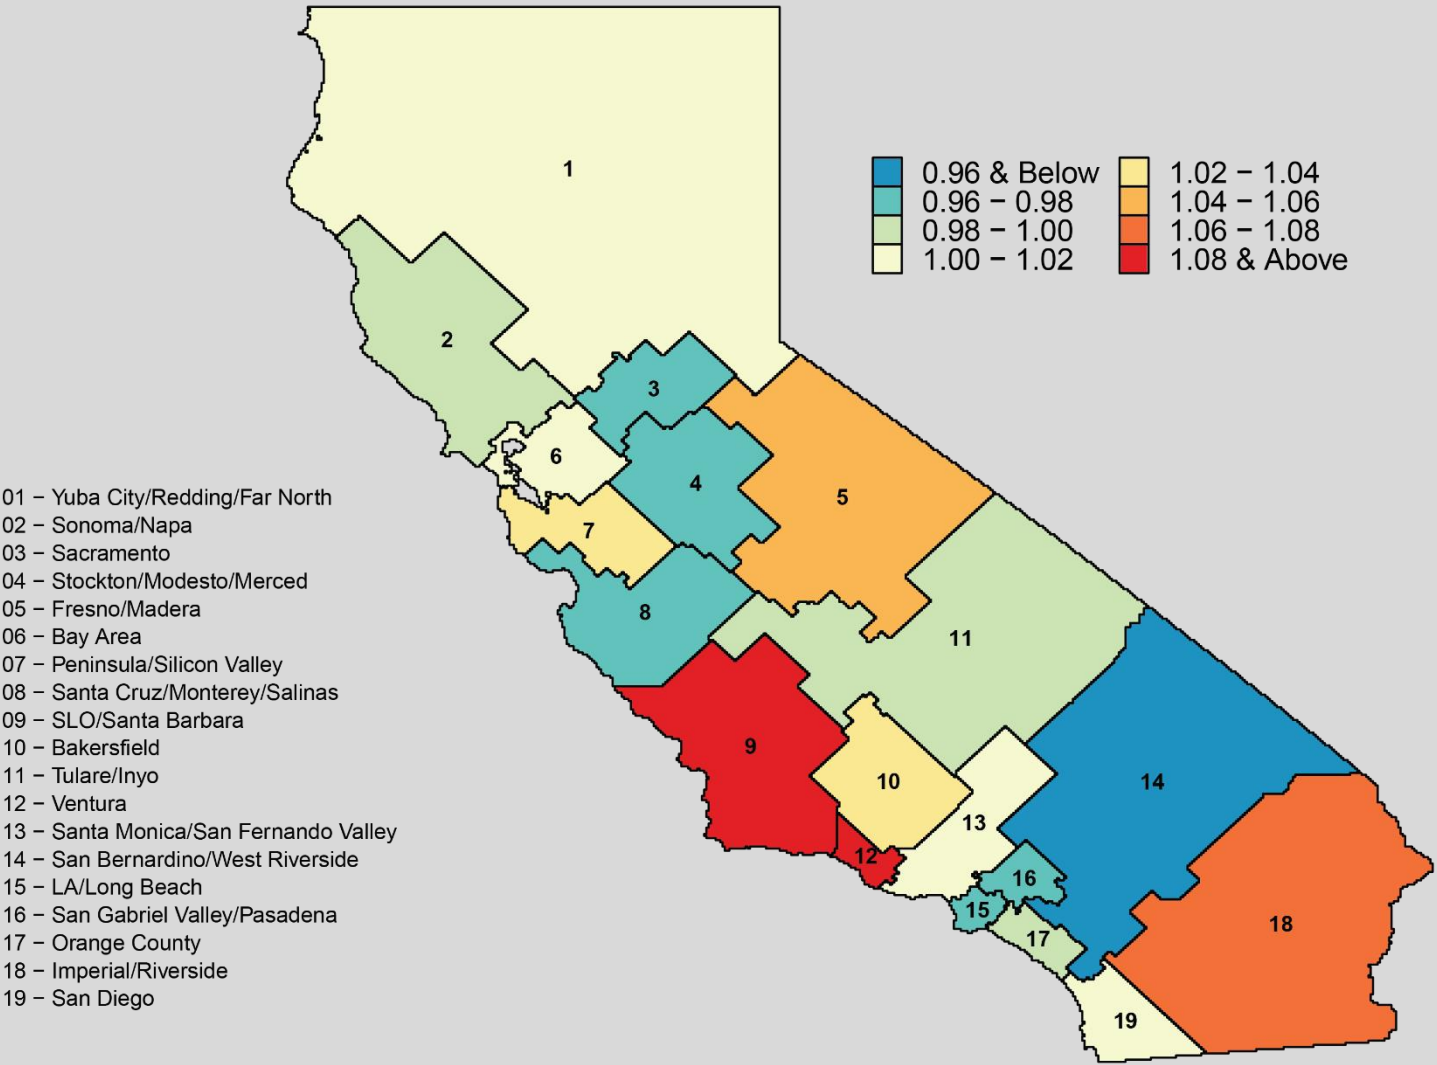 1
0.96 & Below
0.96 − 0.98
0.98 − 1.00
1.00 − 1.02
1.02 − 1.04
1.04 − 1.06
1.06 − 1.08
1.08 & Above
2
3
4
5
6
7
8
9
10
11
12
13
14
15
16
17
18
19
01 − Yuba City/Redding/Far North
02 − Sonoma/Napa
03 − Sacramento
04 − Stockton/Modesto/Merced
05 − Fresno/Madera
06 − Bay Area
07 − Peninsula/Silicon Valley
08 − Santa Cruz/Monterey/Salinas
09 − SLO/Santa Barbara
10 − Bakersfield
11 − Tulare/Inyo
12 − Ventura
13 − Santa Monica/San Fernando Valley
14 − San Bernardino/West Riverside
15 − LA/Long Beach
16 − San Gabriel Valley/Pasadena
17 − Orange County
18 − Imperial/Riverside
19 − San Diego